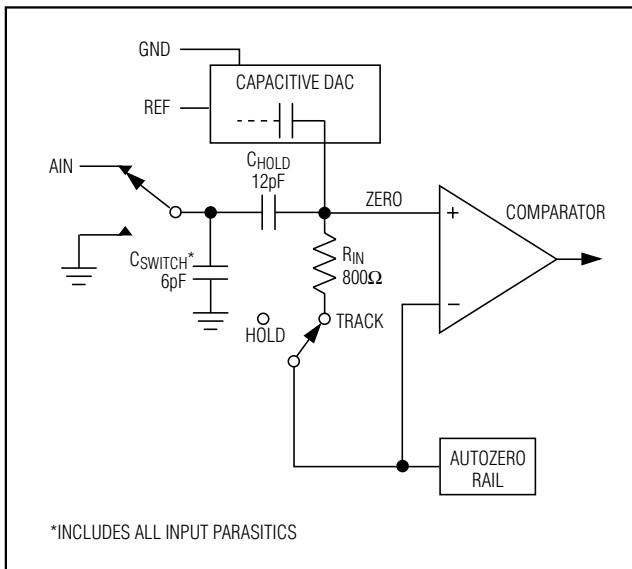 GND
CAPACITIVE DAC
REF
AIN
CHOLD
12pF
ZERO
COMPARATOR
+
CSWITCH*
6pF
RIN
800Ω
−
HOLD
TRACK
AUTOZERO
RAIL
*INCLUDES ALL INPUT PARASITICS